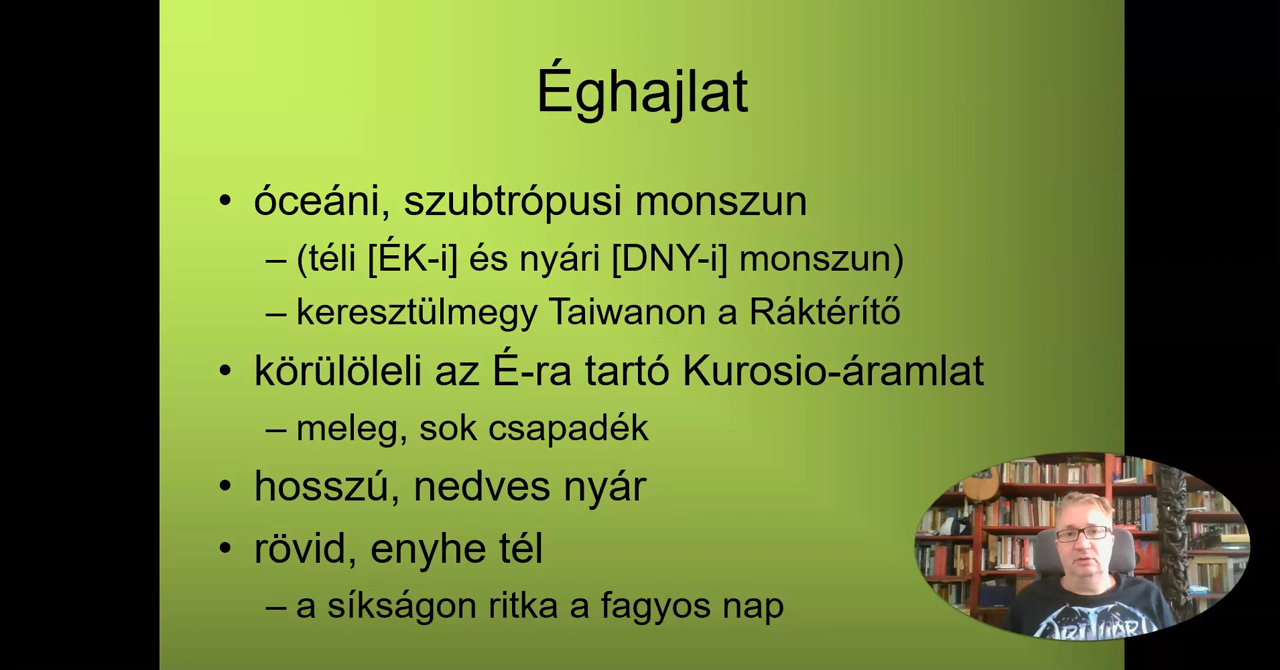 Éghajlat
• óceáni, szubtrópusi monszun
– (téli [ÉK-i] és nyári [DNY-i] monszun)
– keresztülmegy Taiwanon a Ráktérítő
• körülöleli az É-ra tartó Kurosio-áramlat
– meleg, sok csapadék
• hosszú, nedves nyár
• rövid, enyhe tél
– a síkságon ritka a fagyos nap